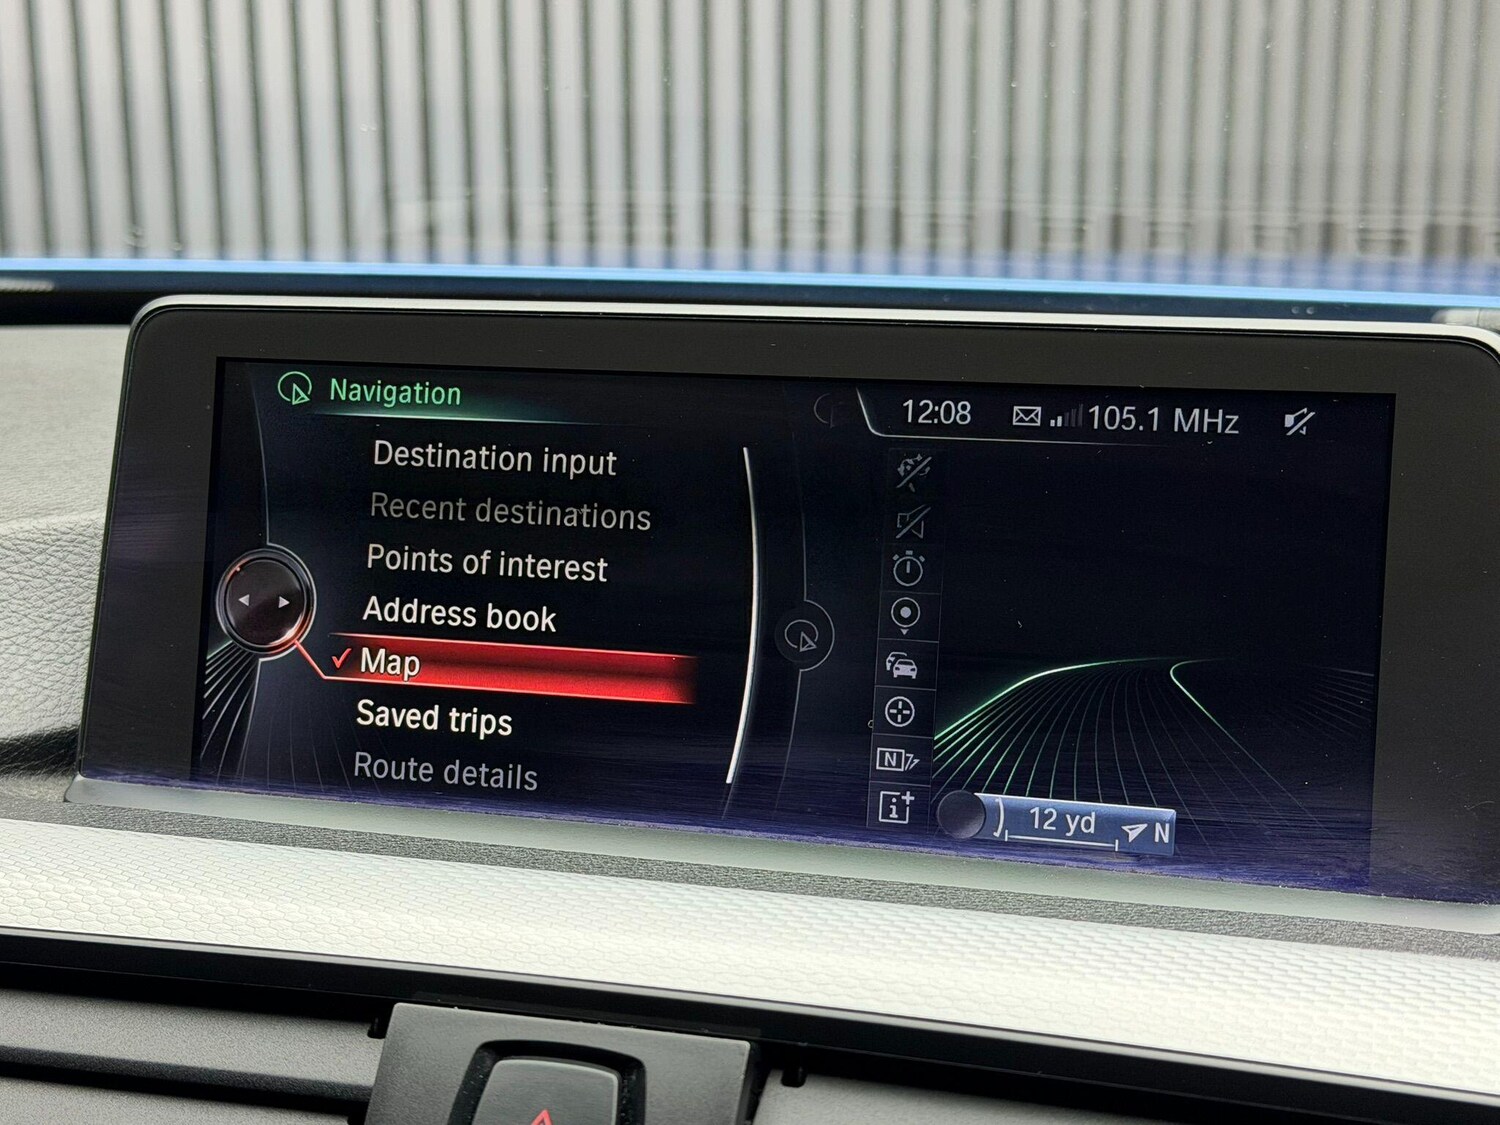 Navigation
12:08 105.1 MHz
Destination input
Recent destinations
Points of interest
Address book
Map
Saved trips
Route details
N
i+
12 yd N